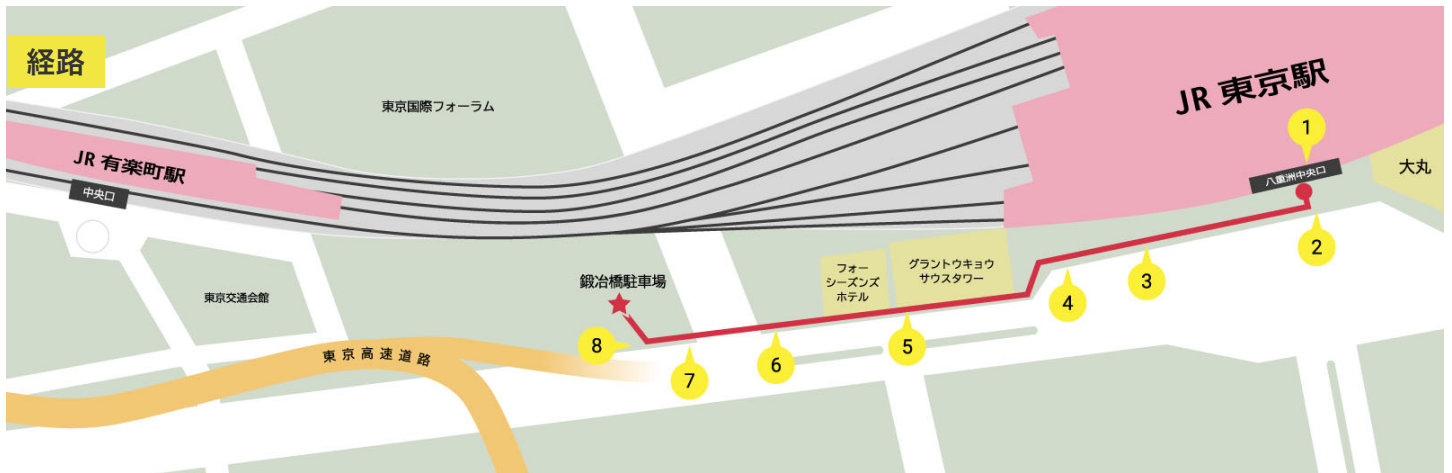 経路
東京国際フォーラム
JR 東京駅
1
八重洲中央口
大丸
JR 有楽町駅
中央口
2
フォー
シーズンズ
ホテル
グラントウキョウ
サウスタワー
3
4
鍛冶橋駐車場
東京交通会館
5
6
7
8
東京高速道路